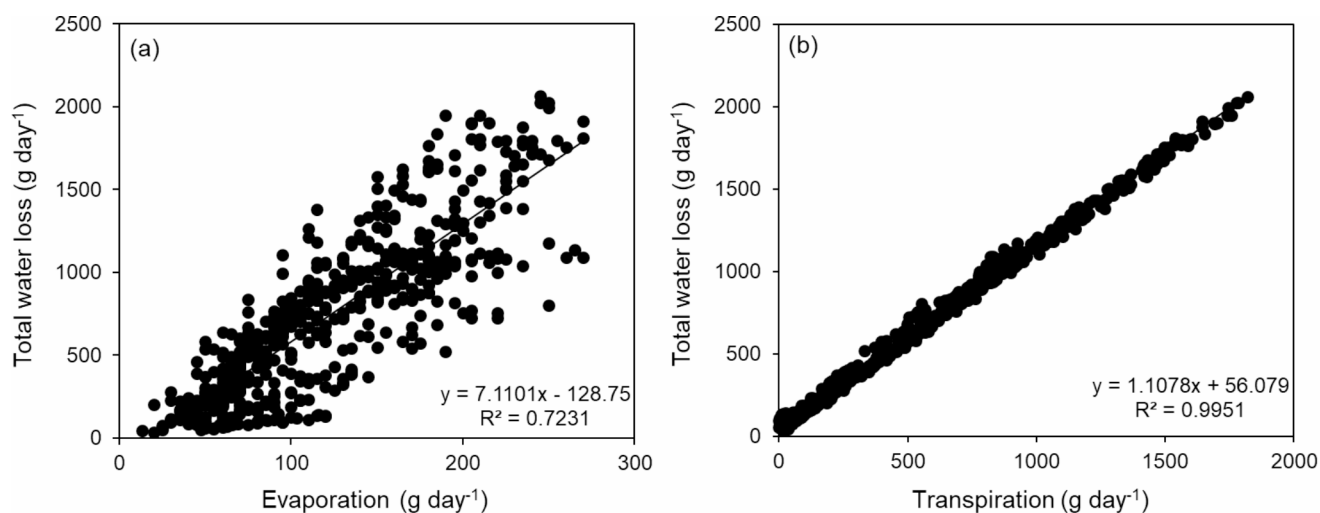 (a)
Total water loss (g day⁻¹)
2500
2000
1500
1000
500
0
y = 7.1101x - 128.75
R² = 0.7231
0 100 200 300
Evaporation (g day⁻¹)
(b)
Total water loss (g day⁻¹)
2500
2000
1500
1000
500
0
y = 1.1078x + 56.079
R² = 0.9951
0 500 1000 1500 2000
Transpiration (g day⁻¹)